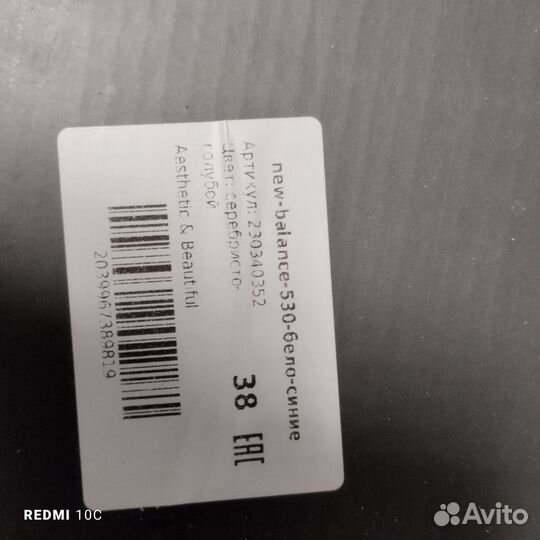 new-balance-530-бело-синие
Артикул: 230340352
Цвет: серебристо-
голубой
38 EAC
Aesthetic & Beautiful
2039967389819
REDMI 10C
Avito